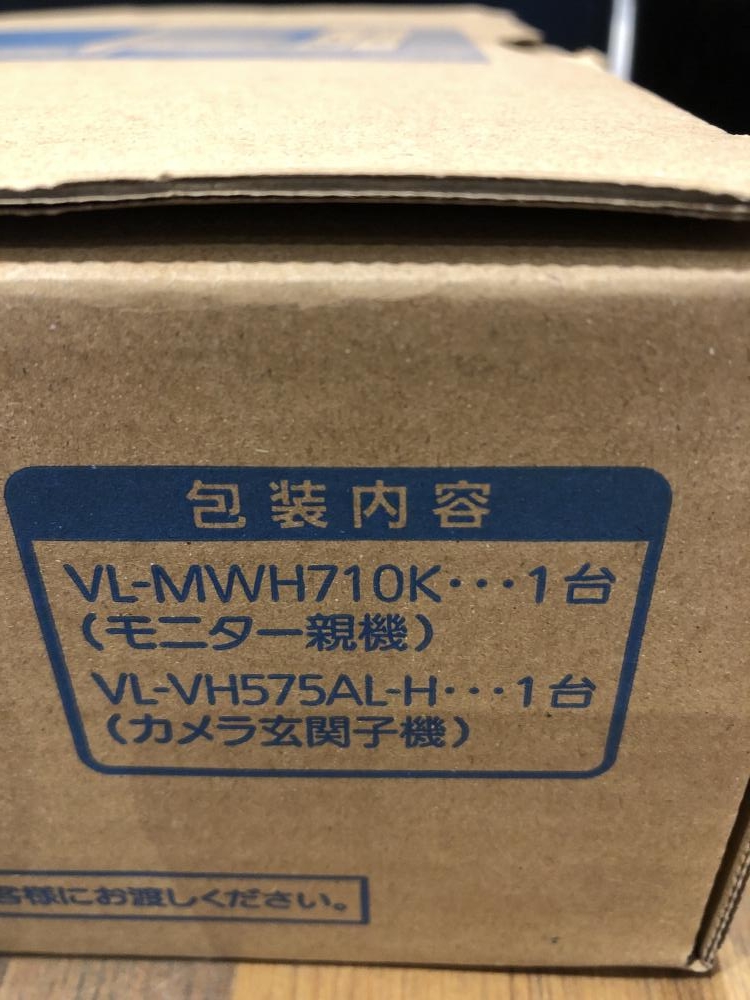 包装内容
VL-MWH710K・・・1台
(モニター親機)
VL-VH575AL-H・・・1台
(カメラ玄関子機)
客様にお渡しください。